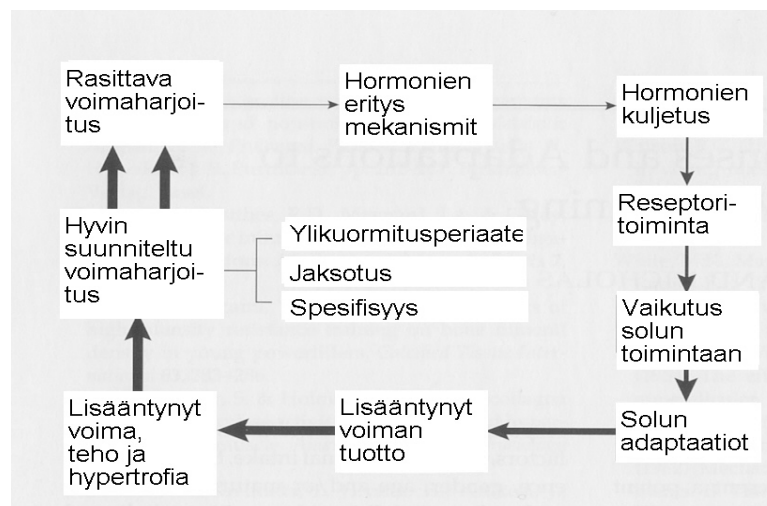 Rasittava
voimaharjoi-
tus
Hormonien
eritys
mekanismit
Hormonien
kuljetus
Reseptori-
toiminta
Vaikutus
solun
toimintaan
Solun
adaptaatiot
Lisääntynyt
voiman
tuotto
Lisääntynyt
voima,
teho ja
hypertrofia
Hyvin
suunniteltu
voimaharjoi-
tus
Ylikuormitusperiaate
Jaksotus
Spesifisyys